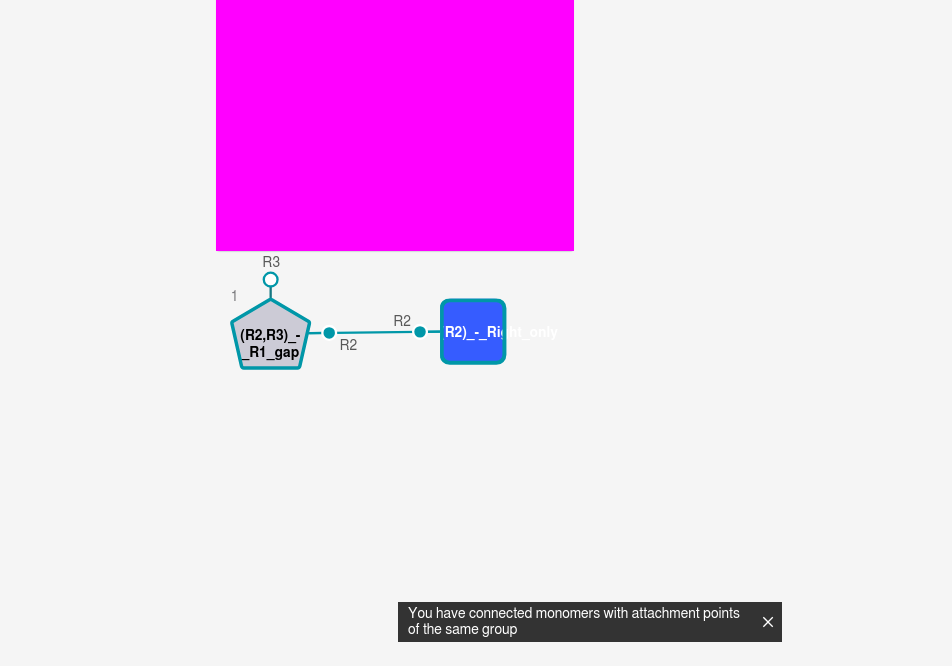 R3
1
(R2,R3)_-
_R1_gap
R2
R2
R2)_-_Right_only
You have connected monomers with attachment points
of the same group